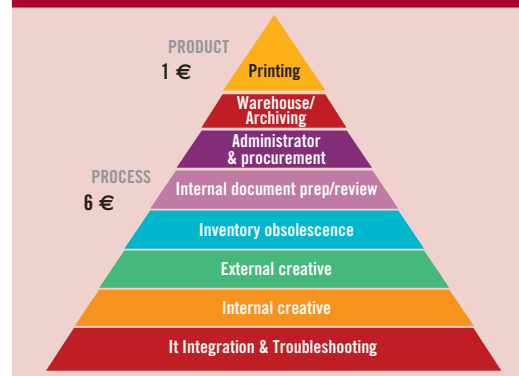 PRODUCT
1 €
Printing
Warehouse/
Archiving
Administrator
& procurement
PROCESS
6 €
Internal document prep/review
Inventory obsolescence
External creative
Internal creative
It Integration & Troubleshooting